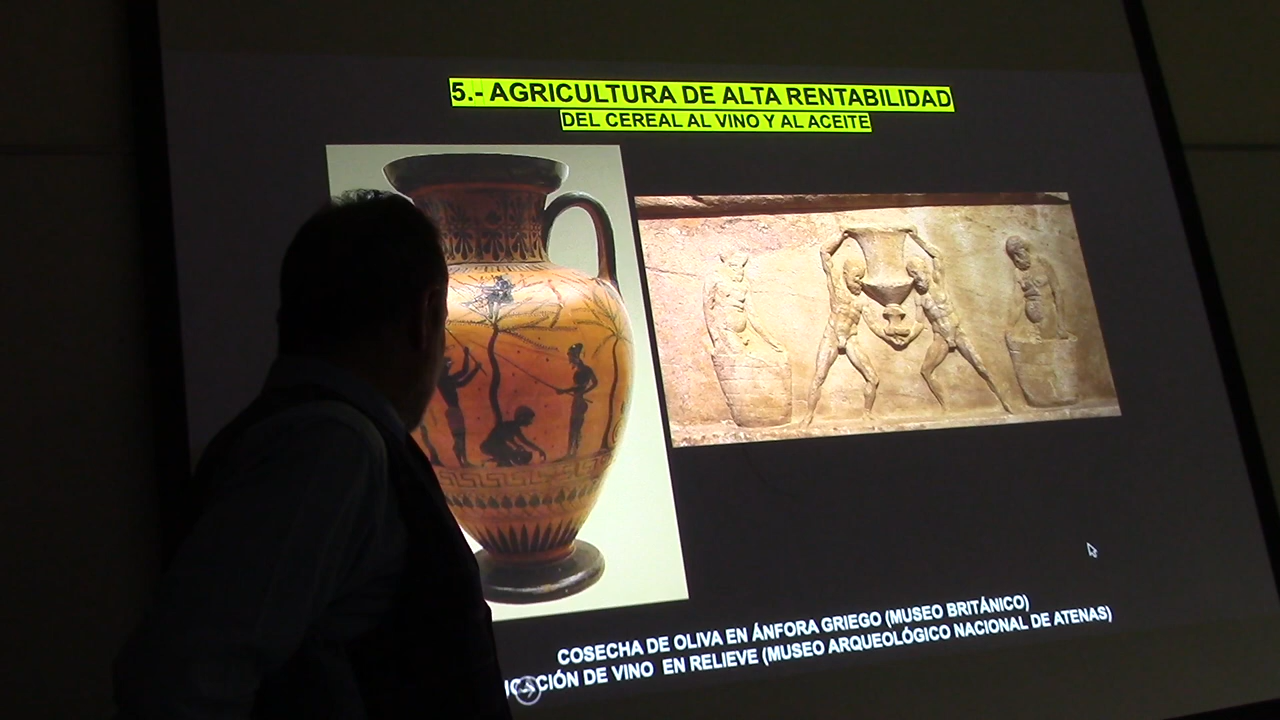 5.- AGRICULTURA DE ALTA RENTABILIDAD
DEL CEREAL AL VINO Y AL ACEITE
COSECHA DE OLIVA EN ÁNFORA GRIEGO (MUSEO BRITÁNICO)
DE VINO EN RELIEVE (MUSEO ARQUEOLÓGICO NACIONAL DE ATENAS)